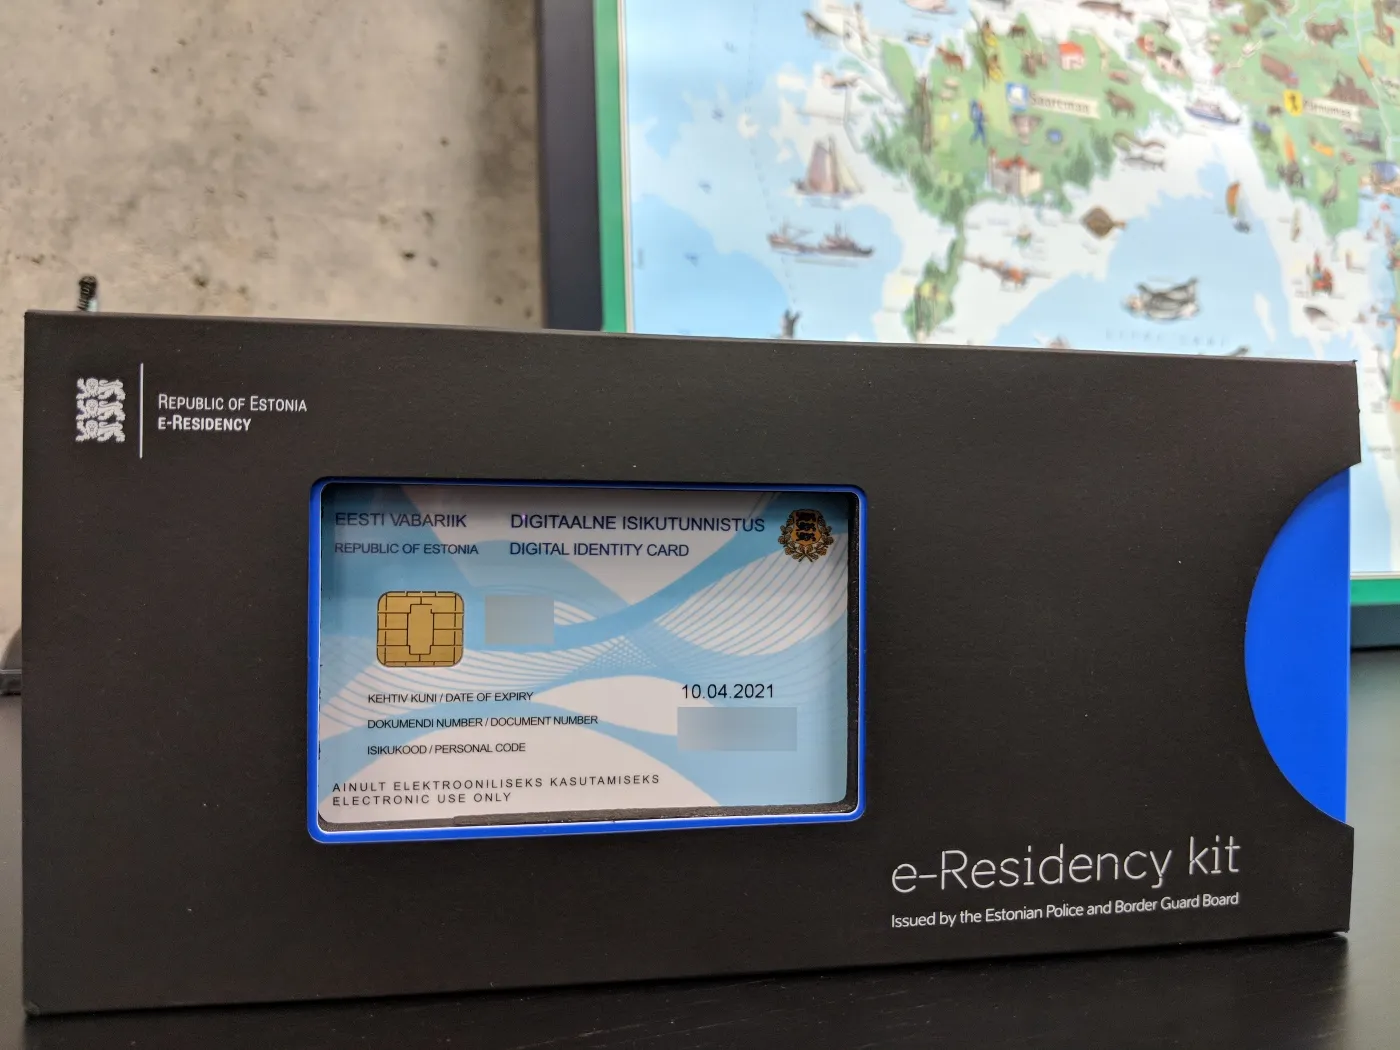 Saaremaa
REPUBLIC OF ESTONIA
e-RESIDENCY
EESTI VABARIIK DIGITAALNE ISIKUTUNNISTUS
REPUBLIC OF ESTONIA DIGITAL IDENTITY CARD
KEHTIV KUNI / DATE OF EXPIRY 10.04.2021
DOKUMENDI NUMBER / DOCUMENT NUMBER
ISIKUKOOD / PERSONAL CODE
AINULT ELEKTROONILISEKS KASUTAMISEKS
ELECTRONIC USE ONLY
e-Residency kit
Issued by the Estonian Police and Border Guard Board